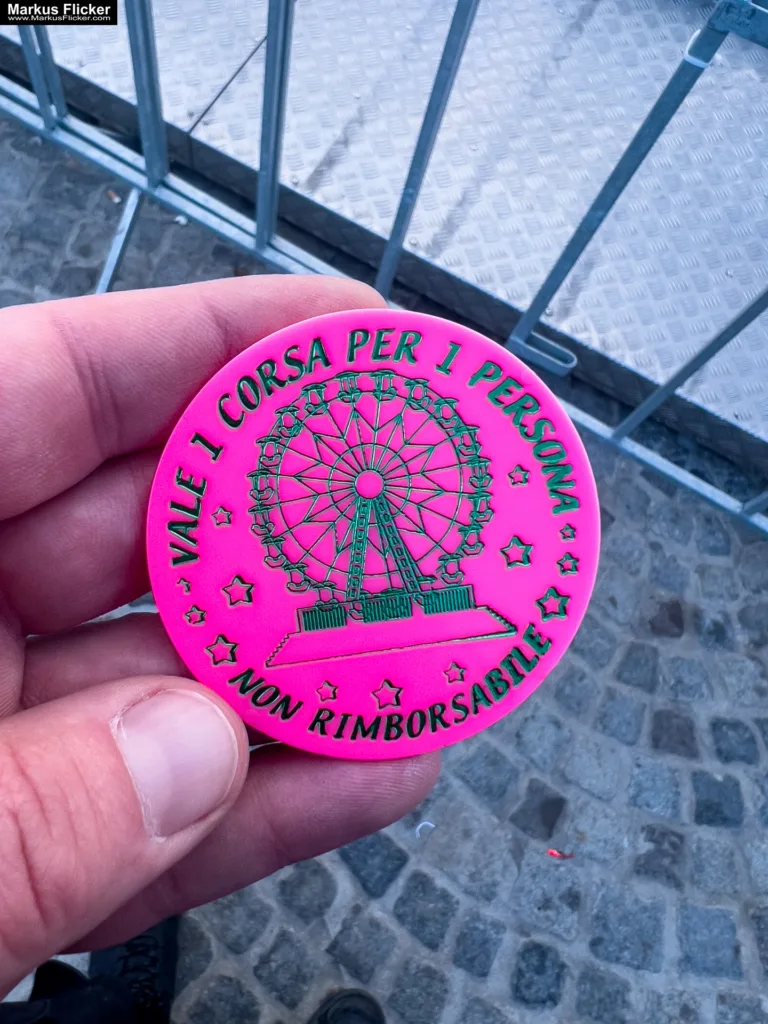 Markus Flicker
www.MarkusFlicker.com
VALE 1 CORSA PER 1 PERSONA
NON RIMBORSABILE